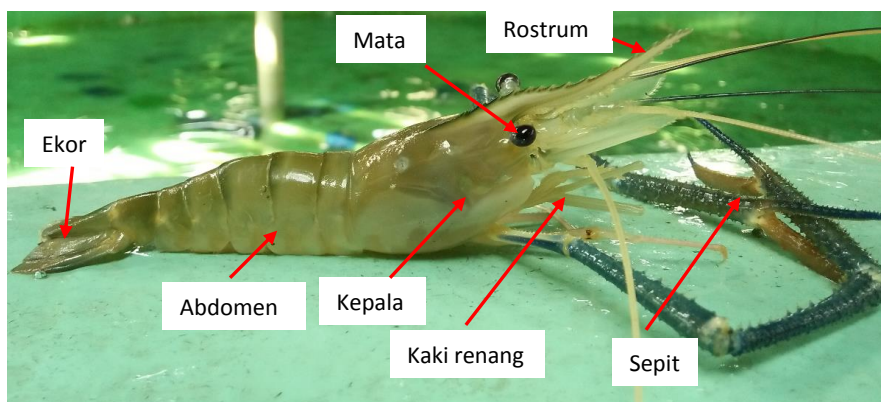 Rostrum
Mata
Ekor
Abdomen
Kepala
Kaki renang
Sepit